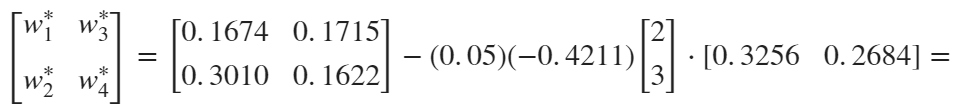 [w₁* w₃*; w₂* w₄*] = [0.1674 0.1715; 0.3010 0.1622] − (0.05)(−0.4211)[2; 3] · [0.3256 0.2684] =